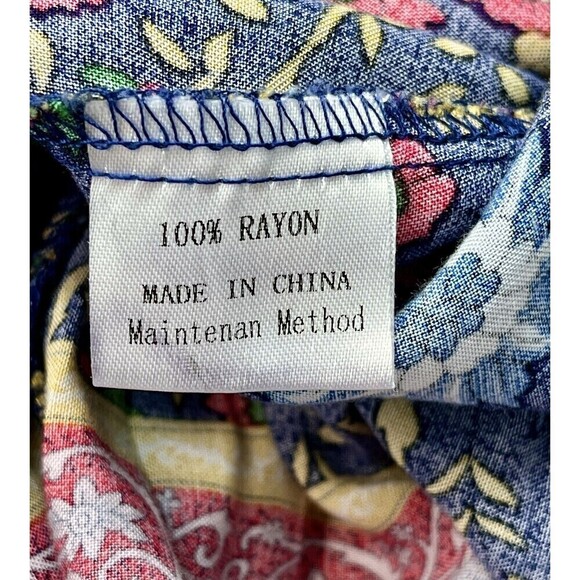 100% RAYON
MADE IN CHINA
Maintenan Method